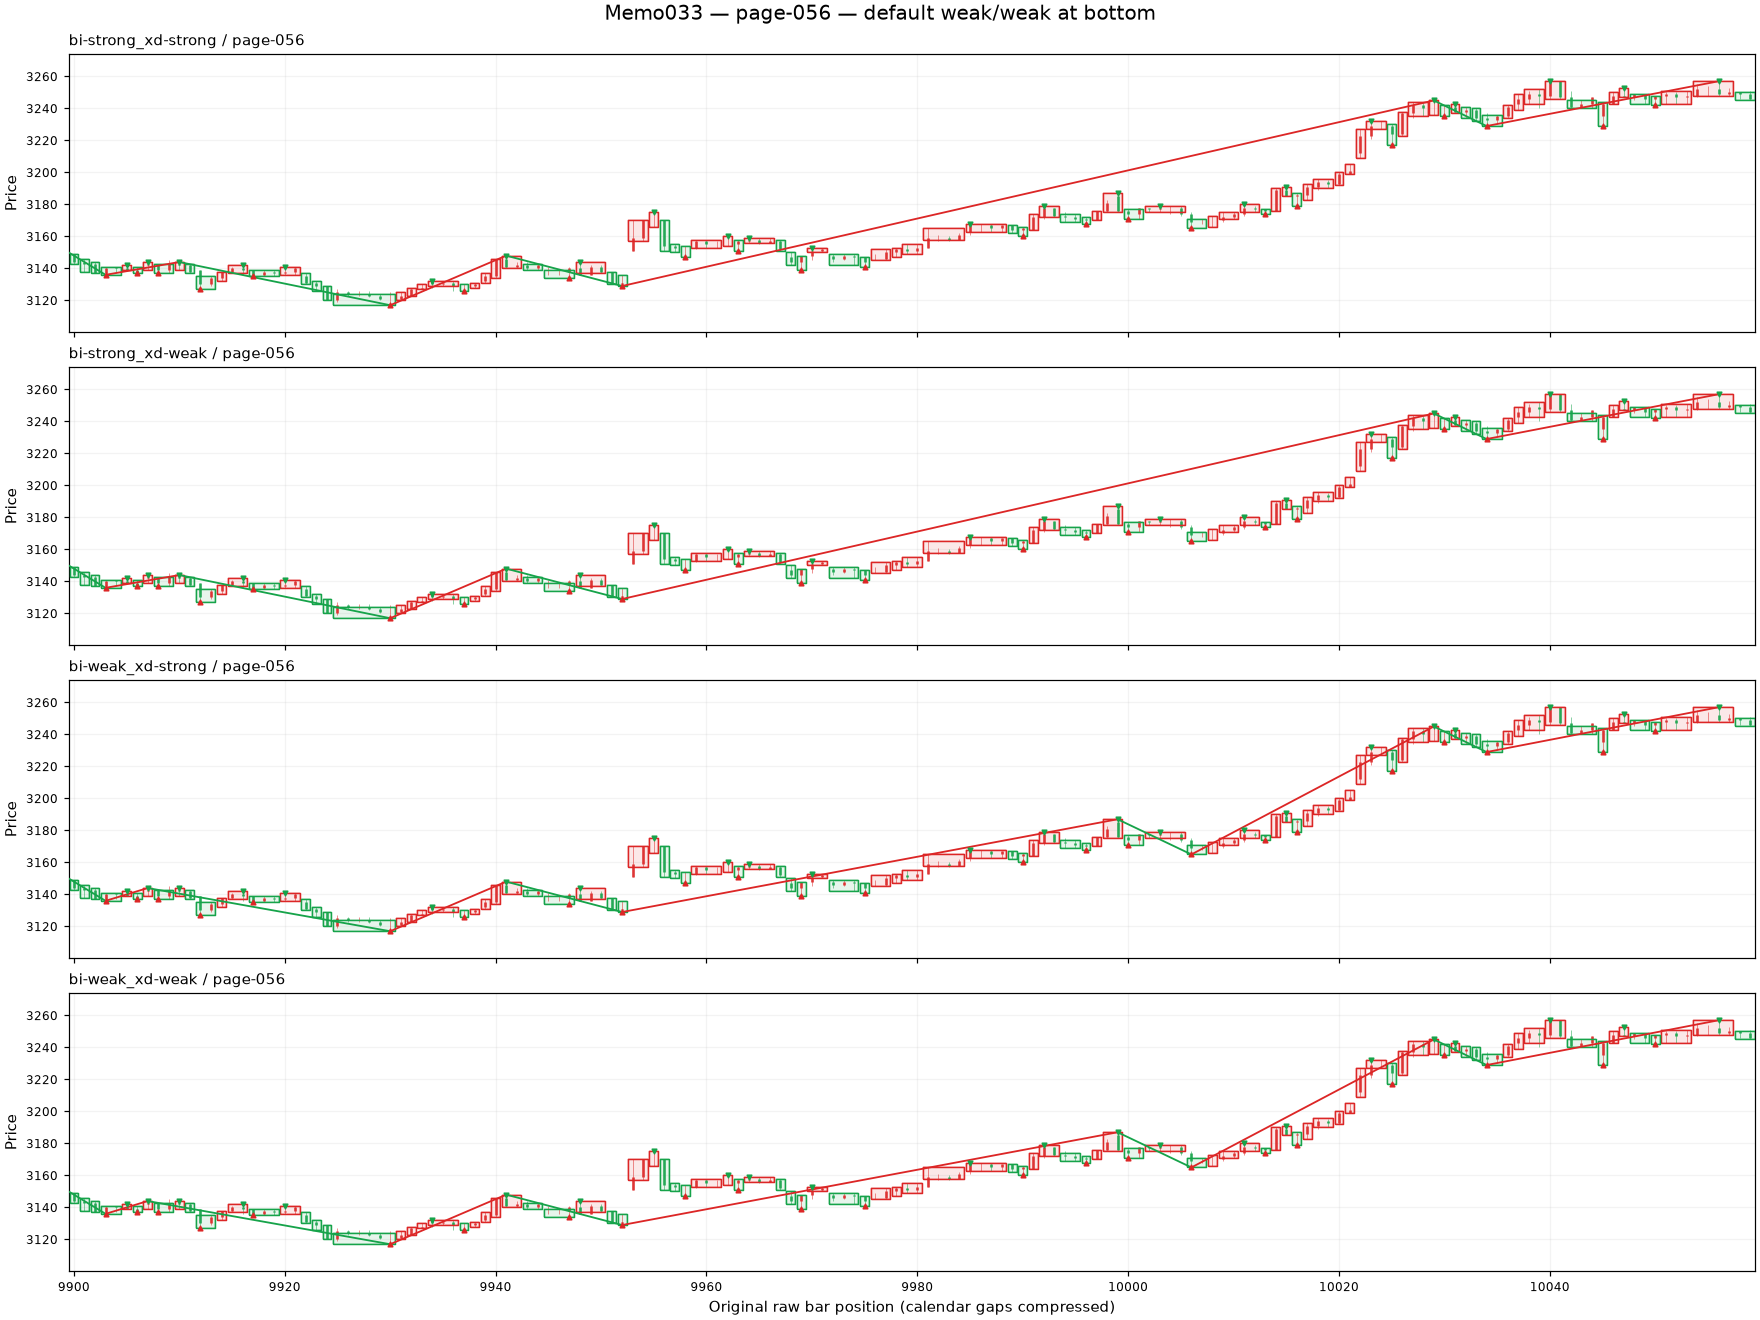 Memo033 — page-056 — default weak/weak at bottom
bi-strong_xd-strong / page-056
3260
3240
3220
3200
3180
3160
3140
3120
Price
bi-strong_xd-weak / page-056
3260
3240
3220
3200
3180
3160
3140
3120
Price
bi-weak_xd-strong / page-056
3260
3240
3220
3200
3180
3160
3140
3120
Price
bi-weak_xd-weak / page-056
3260
3240
3220
3200
3180
3160
3140
3120
Price
9900 9920 9940 9960 9980 10000 10020 10040
Original raw bar position (calendar gaps compressed)